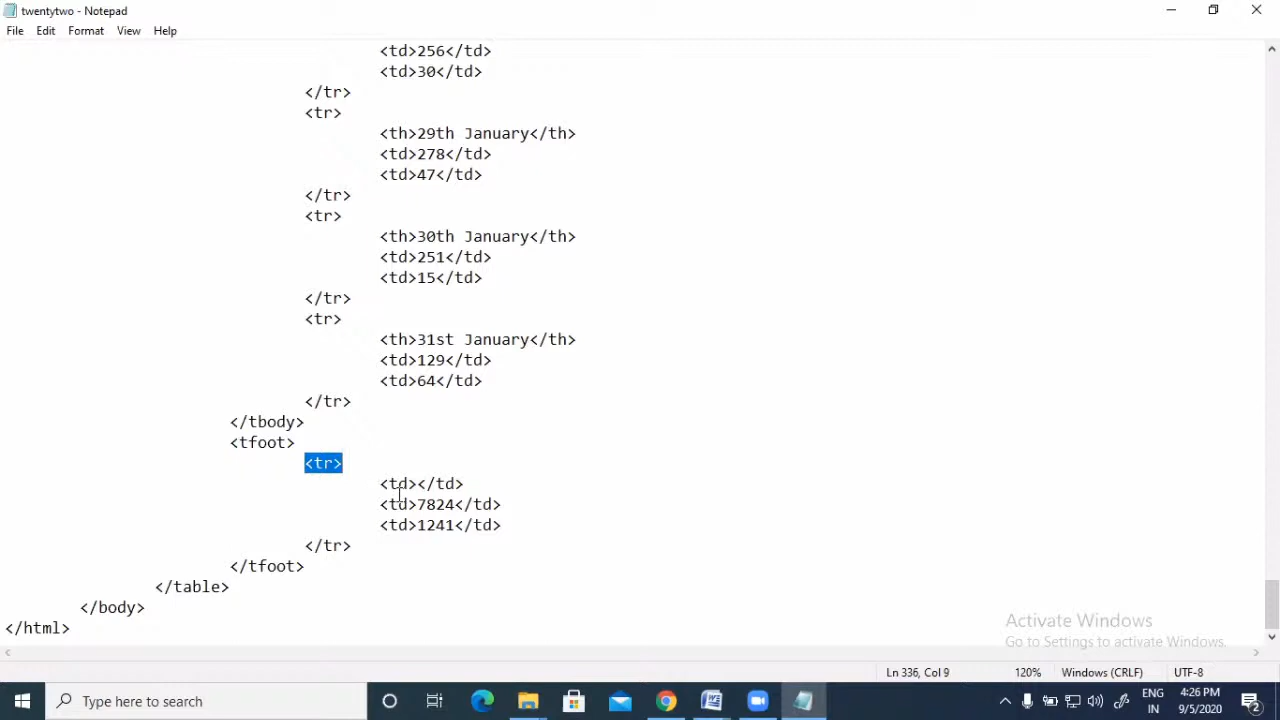 twentytwo - Notepad
File Edit Format View Help
<td>256</td>
<td>30</td>
</tr>
<tr>
<th>29th January</th>
<td>278</td>
<td>47</td>
</tr>
<tr>
<th>30th January</th>
<td>251</td>
<td>15</td>
</tr>
<tr>
<th>31st January</th>
<td>129</td>
<td>64</td>
</tr>
</tbody>
<tfoot>
<tr>
<td></td>
<td>7824</td>
<td>1241</td>
</tr>
</tfoot>
</table>
</body>
</html>
Activate Windows
Go to Settings to activate Windows.
Ln 336, Col 9 120% Windows (CRLF) UTF-8
Type here to search
ENG 4:26 PM
IN 9/5/2020 2